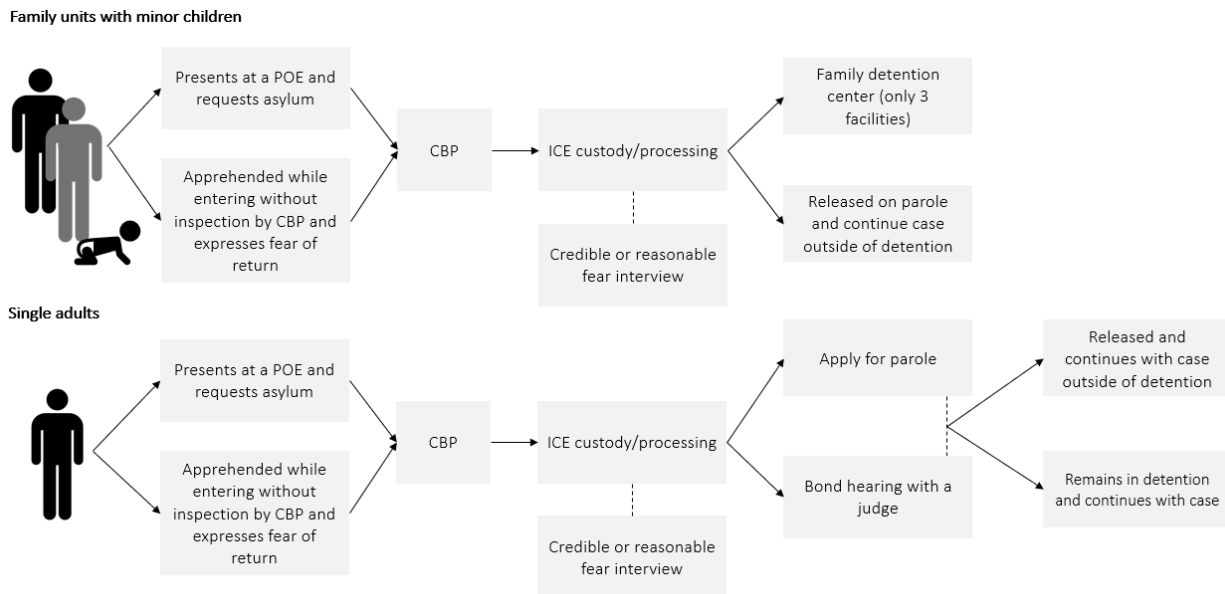 Family units with minor children
Presents at a POE and
requests asylum
Apprehended while
entering without
inspection by CBP and
expresses fear of
return
CBP
ICE custody/processing
Credible or reasonable
fear interview
Family detention
center (only 3
facilities)
Released on parole
and continue case
outside of detention
Single adults
Presents at a POE and
requests asylum
Apprehended while
entering without
inspection by CBP and
expresses fear of
return
CBP
ICE custody/processing
Credible or reasonable
fear interview
Apply for parole
Bond hearing with a
judge
Released and
continues with case
outside of detention
Remains in detention
and continues with case